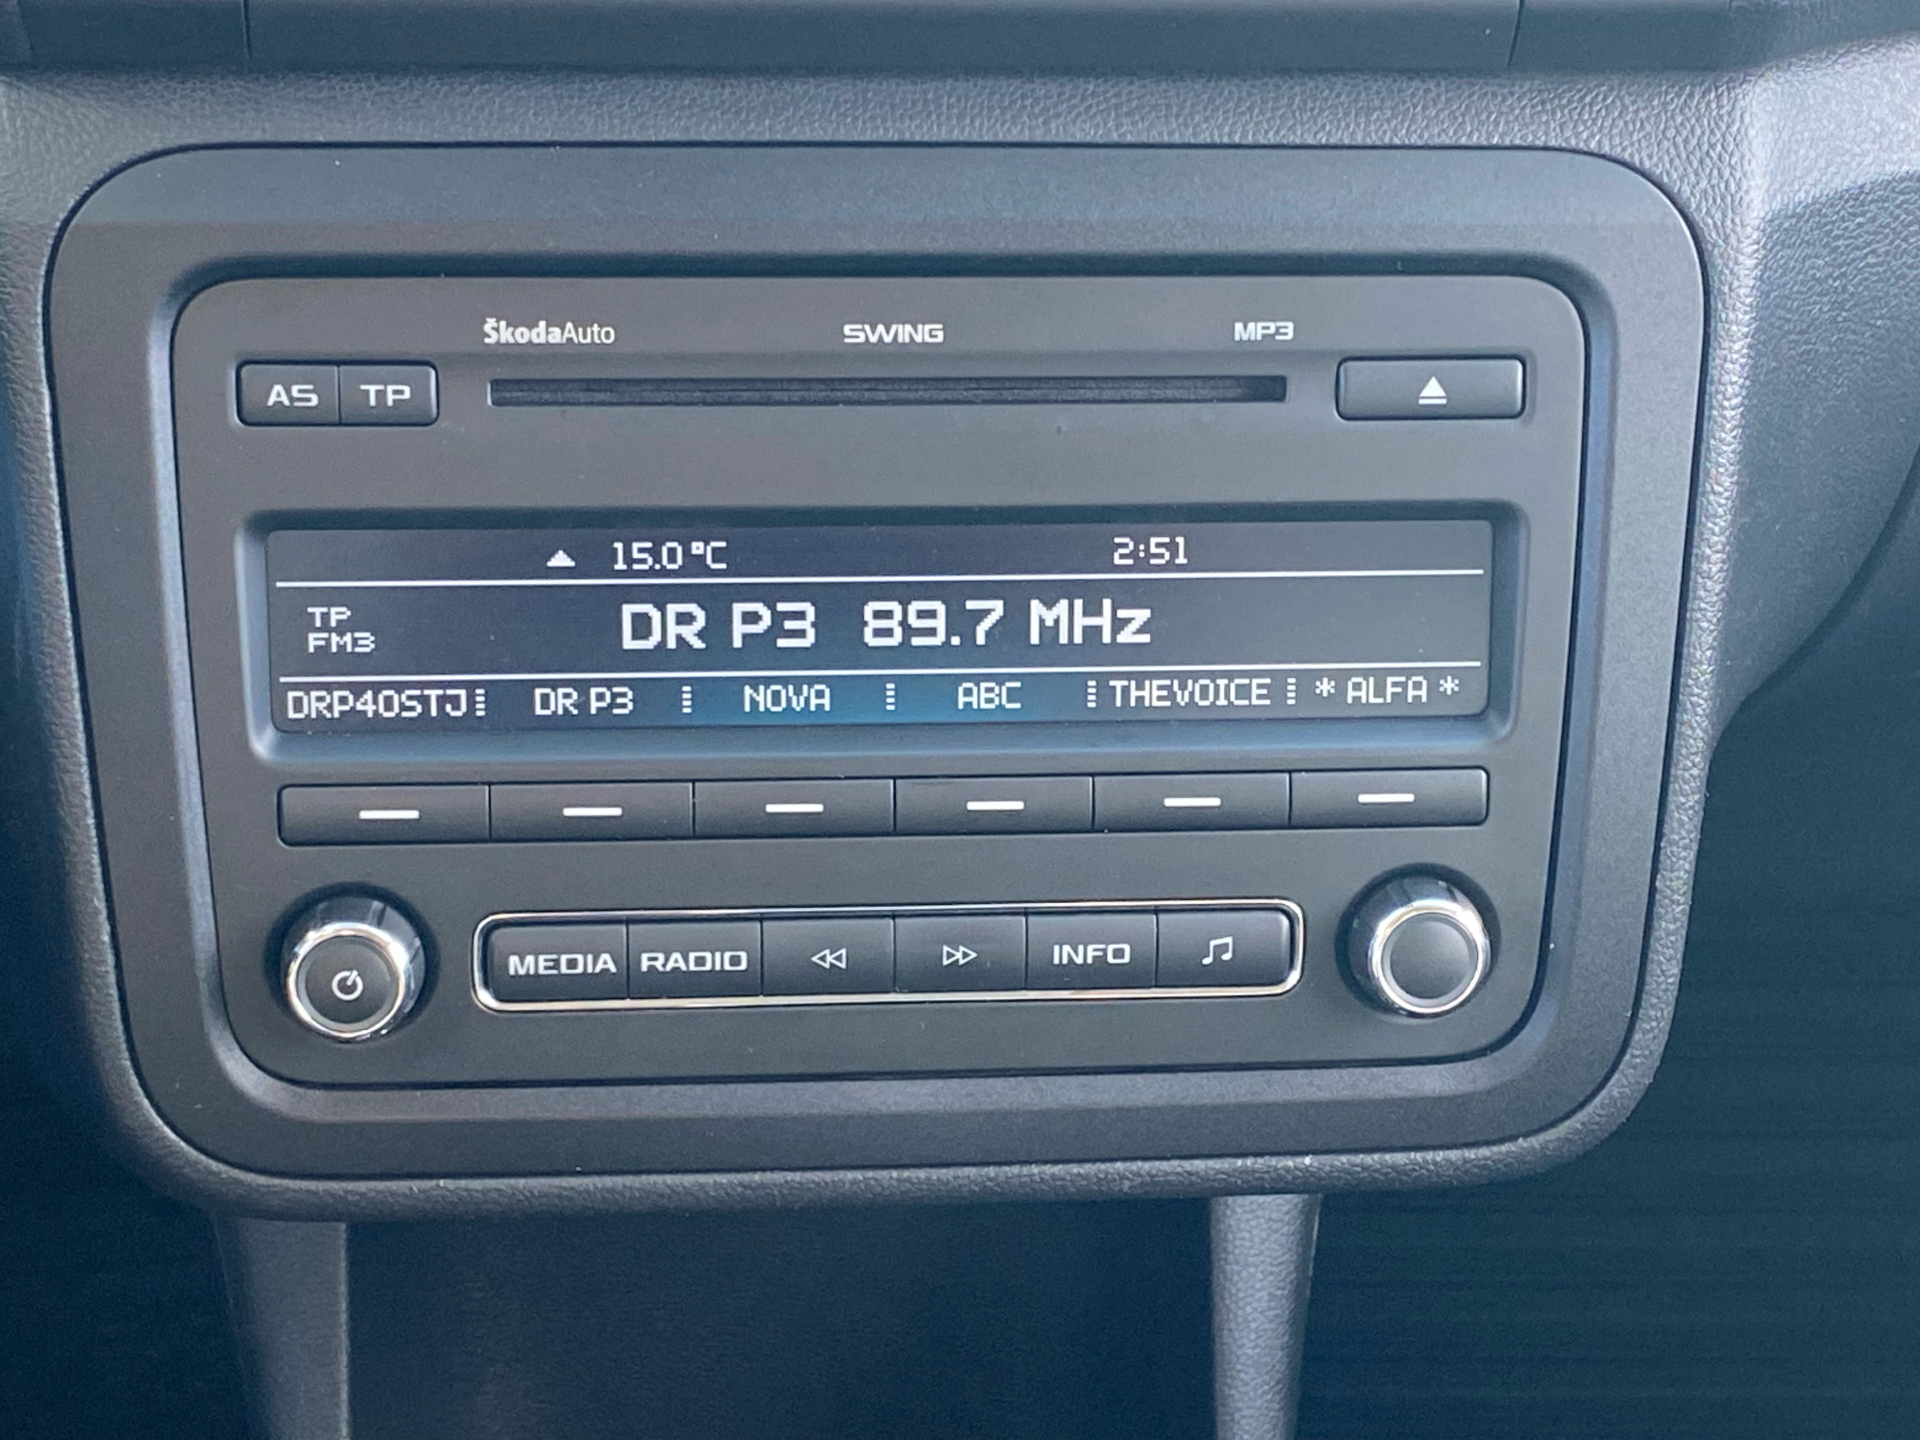 ŠkodaAuto SWING MP3
AS TP
15.0°C 2:51
TP
FM3
DR P3 89.7 MHz
DRP4OSTJ DR P3 NOVA ABC THEVOICE * ALFA *
MEDIA RADIO INFO